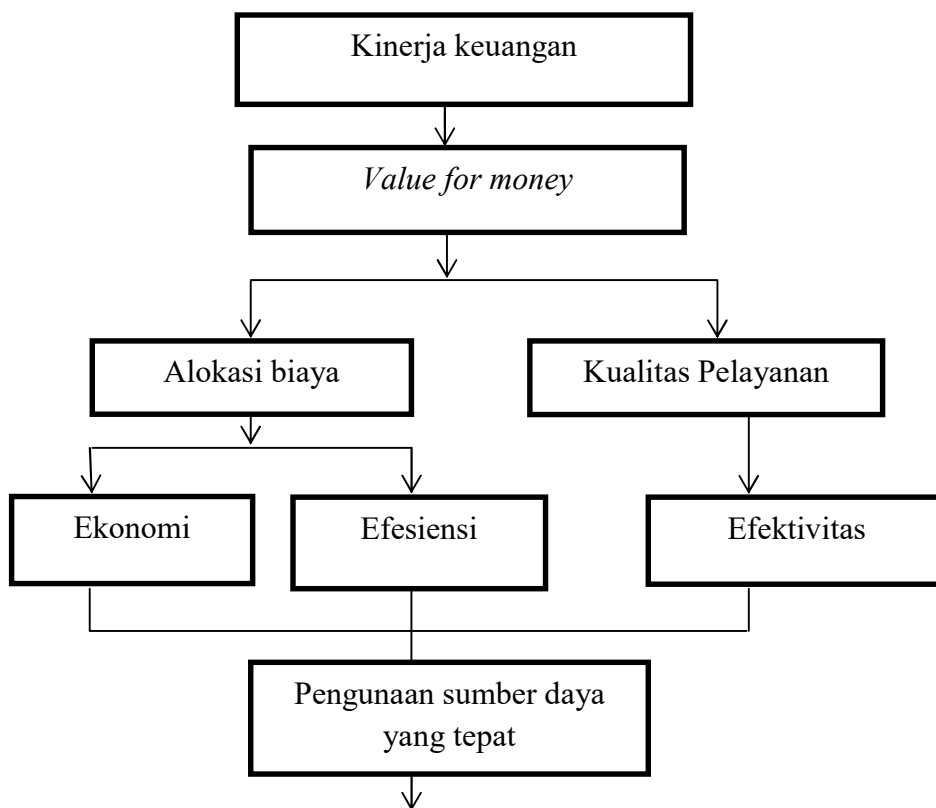 Kinerja keuangan
Value for money
Alokasi biaya
Kualitas Pelayanan
Ekonomi
Efesiensi
Efektivitas
Pengunaan sumber daya
yang tepat